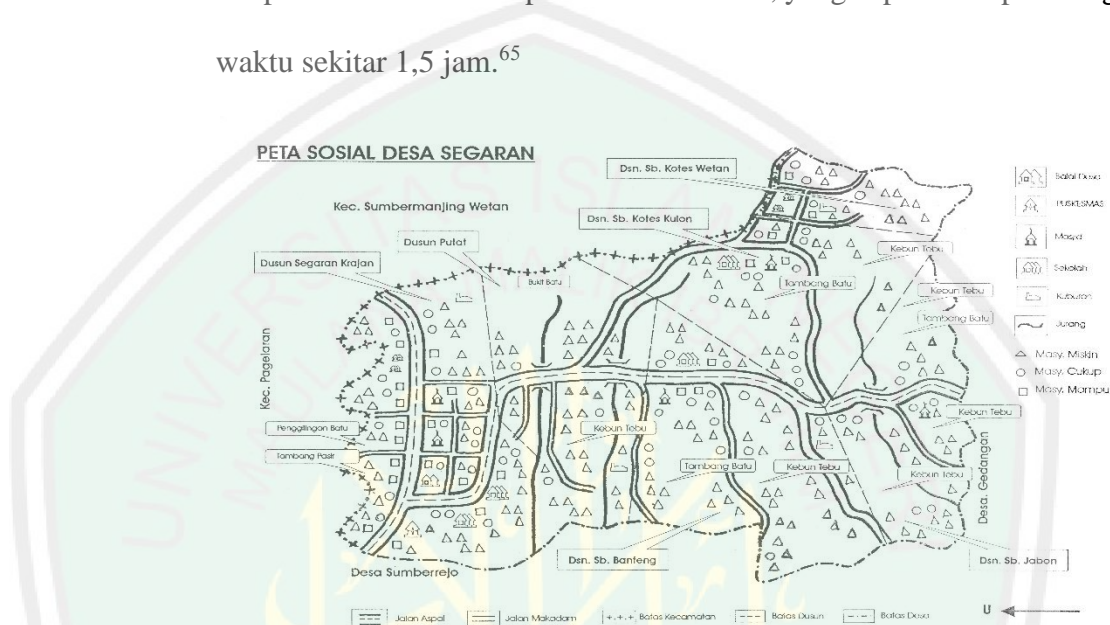 waktu sekitar 1,5 jam.65
PETA SOSIAL DESA SEGARAN
Dsn. Sb. Kotes Wetan
Kec. Sumbermanjing Wetan
Dsn. Sb. Kotes Kulon
Dusun Putat
Dusun Segaran Krajan
Bukit Batu
Kebun Tebu
Tambang Batu
Kebun Tebu
Tambang Batu
Kec. Pagelaran
Penggilingan Batu
Tambang Pasir
Kebun Tebu
Tambang Batu
Kebun Tebu
Kebun Tebu
Kebun Tebu
Desa. Gedangan
Dsn. Sb. Banteng
Dsn. Sb. Jabon
Desa Sumberrejo
Balai Desa
PUSKESMAS
Masjid
Sekolah
Kuburan
Jurang
Masy. Miskin
Masy. Cukup
Masy. Mampu
Jalan Aspal
Jalan Makadam
Batas Kecamatan
Batas Dusun
Batas Desa
U
UNIVERSITAS ISLAM